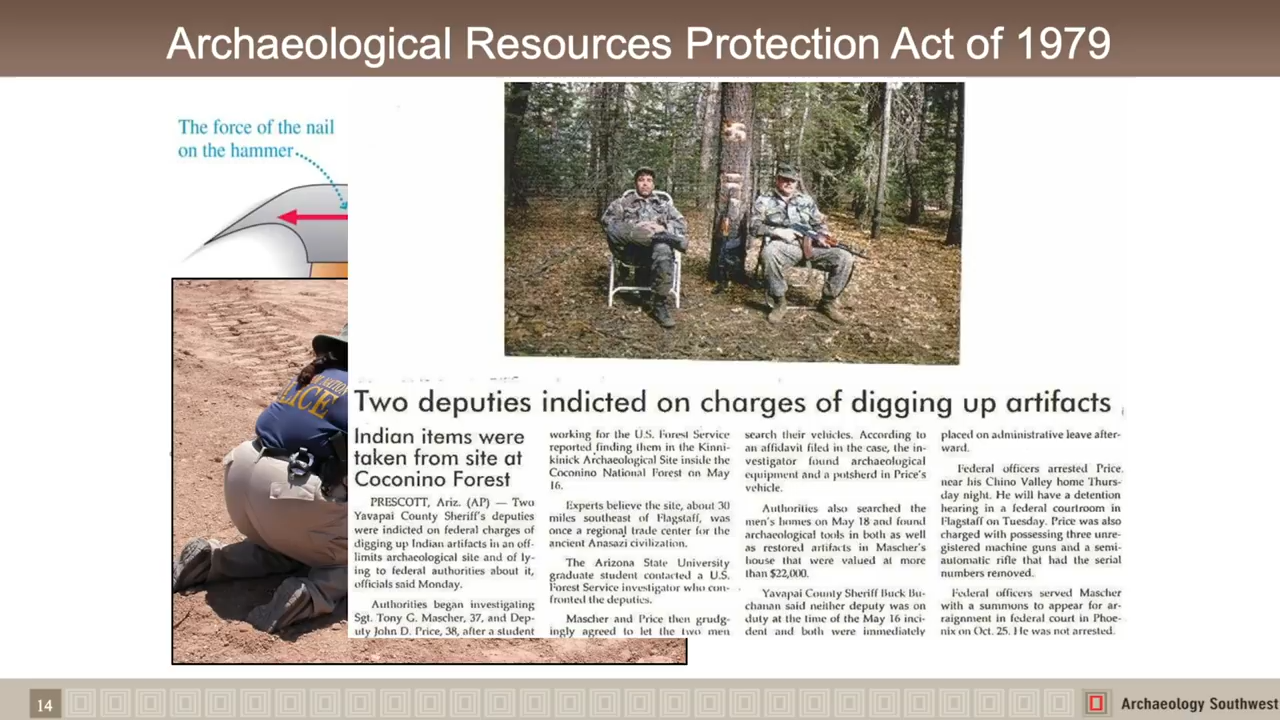 Archaeological Resources Protection Act of 1979
The force of the nail
on the hammer
LICE
Two deputies indicted on charges of digging up artifacts
Indian items were
taken from site at
Coconino Forest
PRESCOTT, Ariz. (AP) — Two
Yavapai County Sheriff's deputies
were indicted on federal charges of
digging up Indian artifacts in an off-
limits archaeological site and of ly-
ing to federal authorities about it,
officials said Monday.
Authorities began investigating
Sgt. Tony G. Mascher, 37, and Dep-
uty John D. Price, 38, after a student
working for the U.S. Forest Service
reported finding them in the Kinni-
kinick Archaeological Site inside the
Coconino National Forest on May
16.
Experts believe the site, about 30
miles southeast of Flagstaff, was
once a regional trade center for the
ancient Anasazi civilization.
The Arizona State University
graduate student contacted a U.S.
Forest Service investigator who con-
fronted the deputies.
Mascher and Price then grudg-
ingly agreed to let the two men
search their vehicles. According to
an affidavit filed in the case, the in-
vestigator found archaeological
equipment and a potsherd in Price's
vehicle.
Authorities also searched the
men's homes on May 18 and found
archaeological tools in both as well
as restored artifacts in Mascher's
house that were valued at more
than $22,000.
Yavapai County Sheriff Buck Bu-
chanan said neither deputy was on
duty at the time of the May 16 inci-
dent and both were immediately
placed on administrative leave after-
ward.
Federal officers arrested Price
near his Chino Valley home Thurs-
day night. He will have a detention
hearing in a federal courtroom in
Flagstaff on Tuesday. Price was also
charged with possessing three unre-
gistered machine guns and a semi-
automatic rifle that had the serial
numbers removed.
Federal officers served Mascher
with a summons to appear for ar-
raignment in federal court in Phoe-
nix on Oct. 25. He was not arrested.
14
Archaeology Southwest